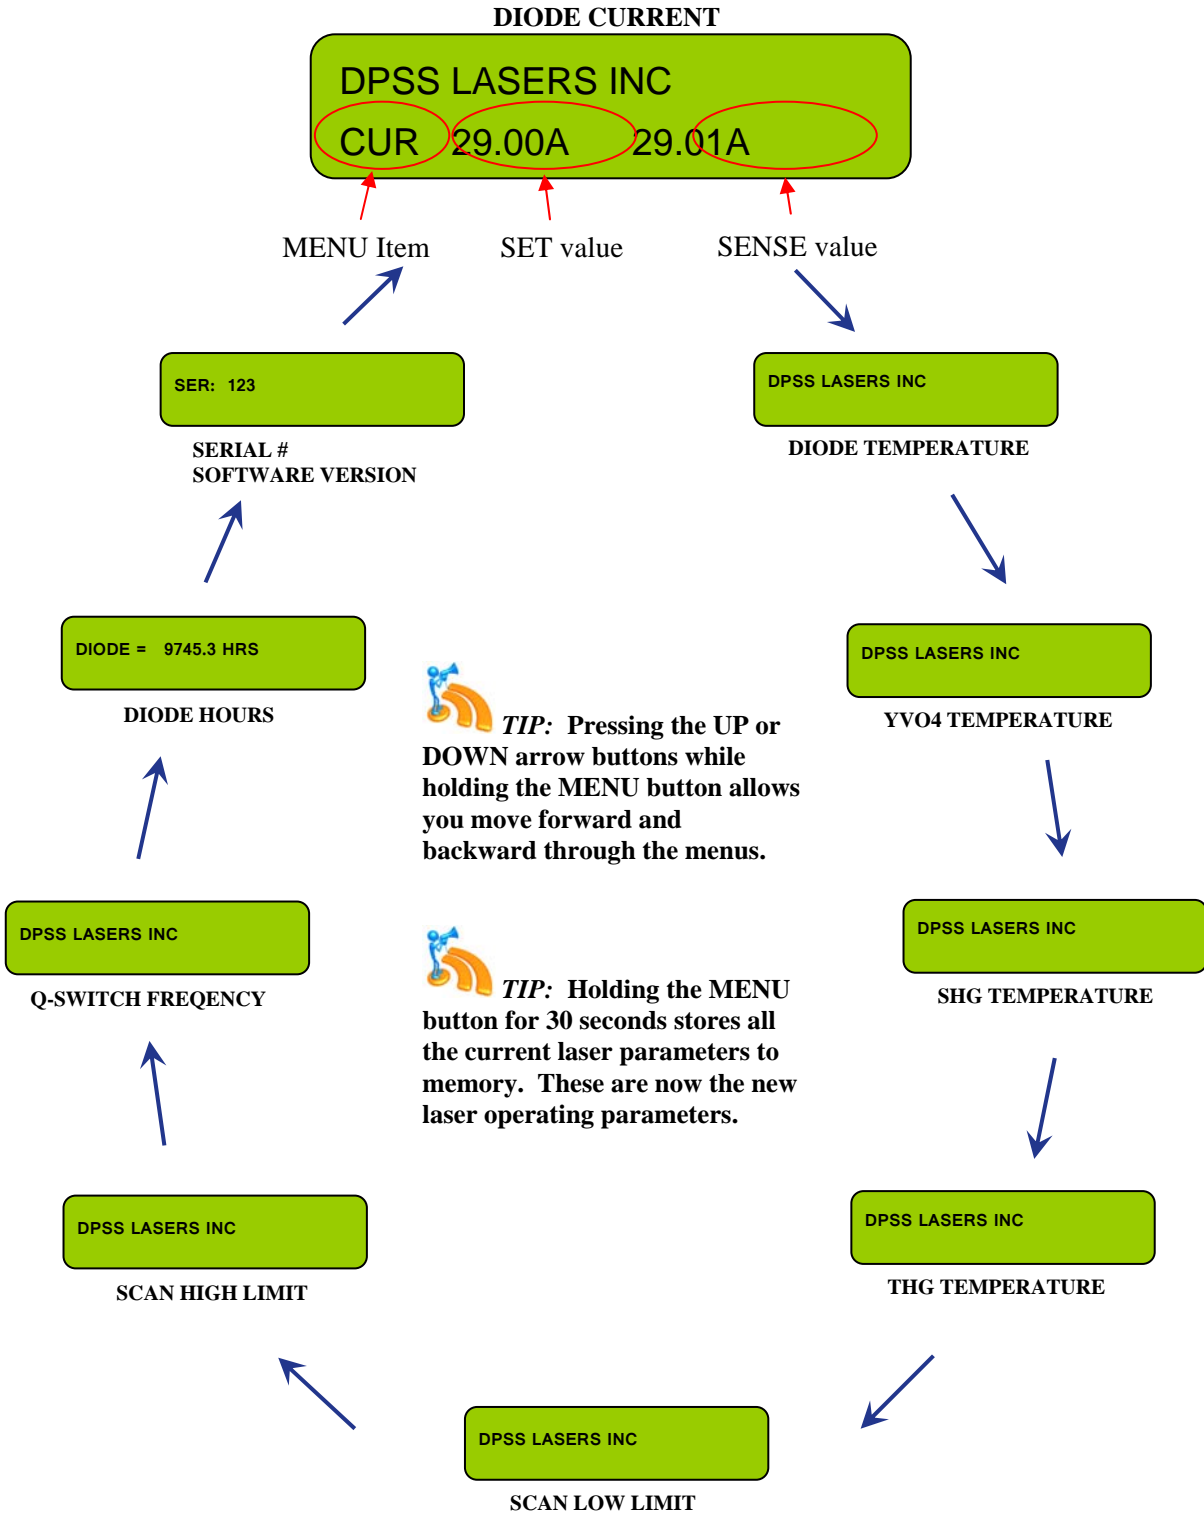 DIODE CURRENT
DPSS LASERS INC
CUR 29.00A 29.01A
MENU Item SET value SENSE value
SER: 123
SERIAL #
SOFTWARE VERSION
DPSS LASERS INC
DIODE TEMPERATURE
DIODE = 9745.3 HRS
DIODE HOURS
DPSS LASERS INC
YVO4 TEMPERATURE
TIP: Pressing the UP or
DOWN arrow buttons while
holding the MENU button allows
you move forward and
backward through the menus.
DPSS LASERS INC
Q-SWITCH FREQENCY
DPSS LASERS INC
SHG TEMPERATURE
TIP: Holding the MENU
button for 30 seconds stores all
the current laser parameters to
memory. These are now the new
laser operating parameters.
DPSS LASERS INC
SCAN HIGH LIMIT
DPSS LASERS INC
THG TEMPERATURE
DPSS LASERS INC
SCAN LOW LIMIT